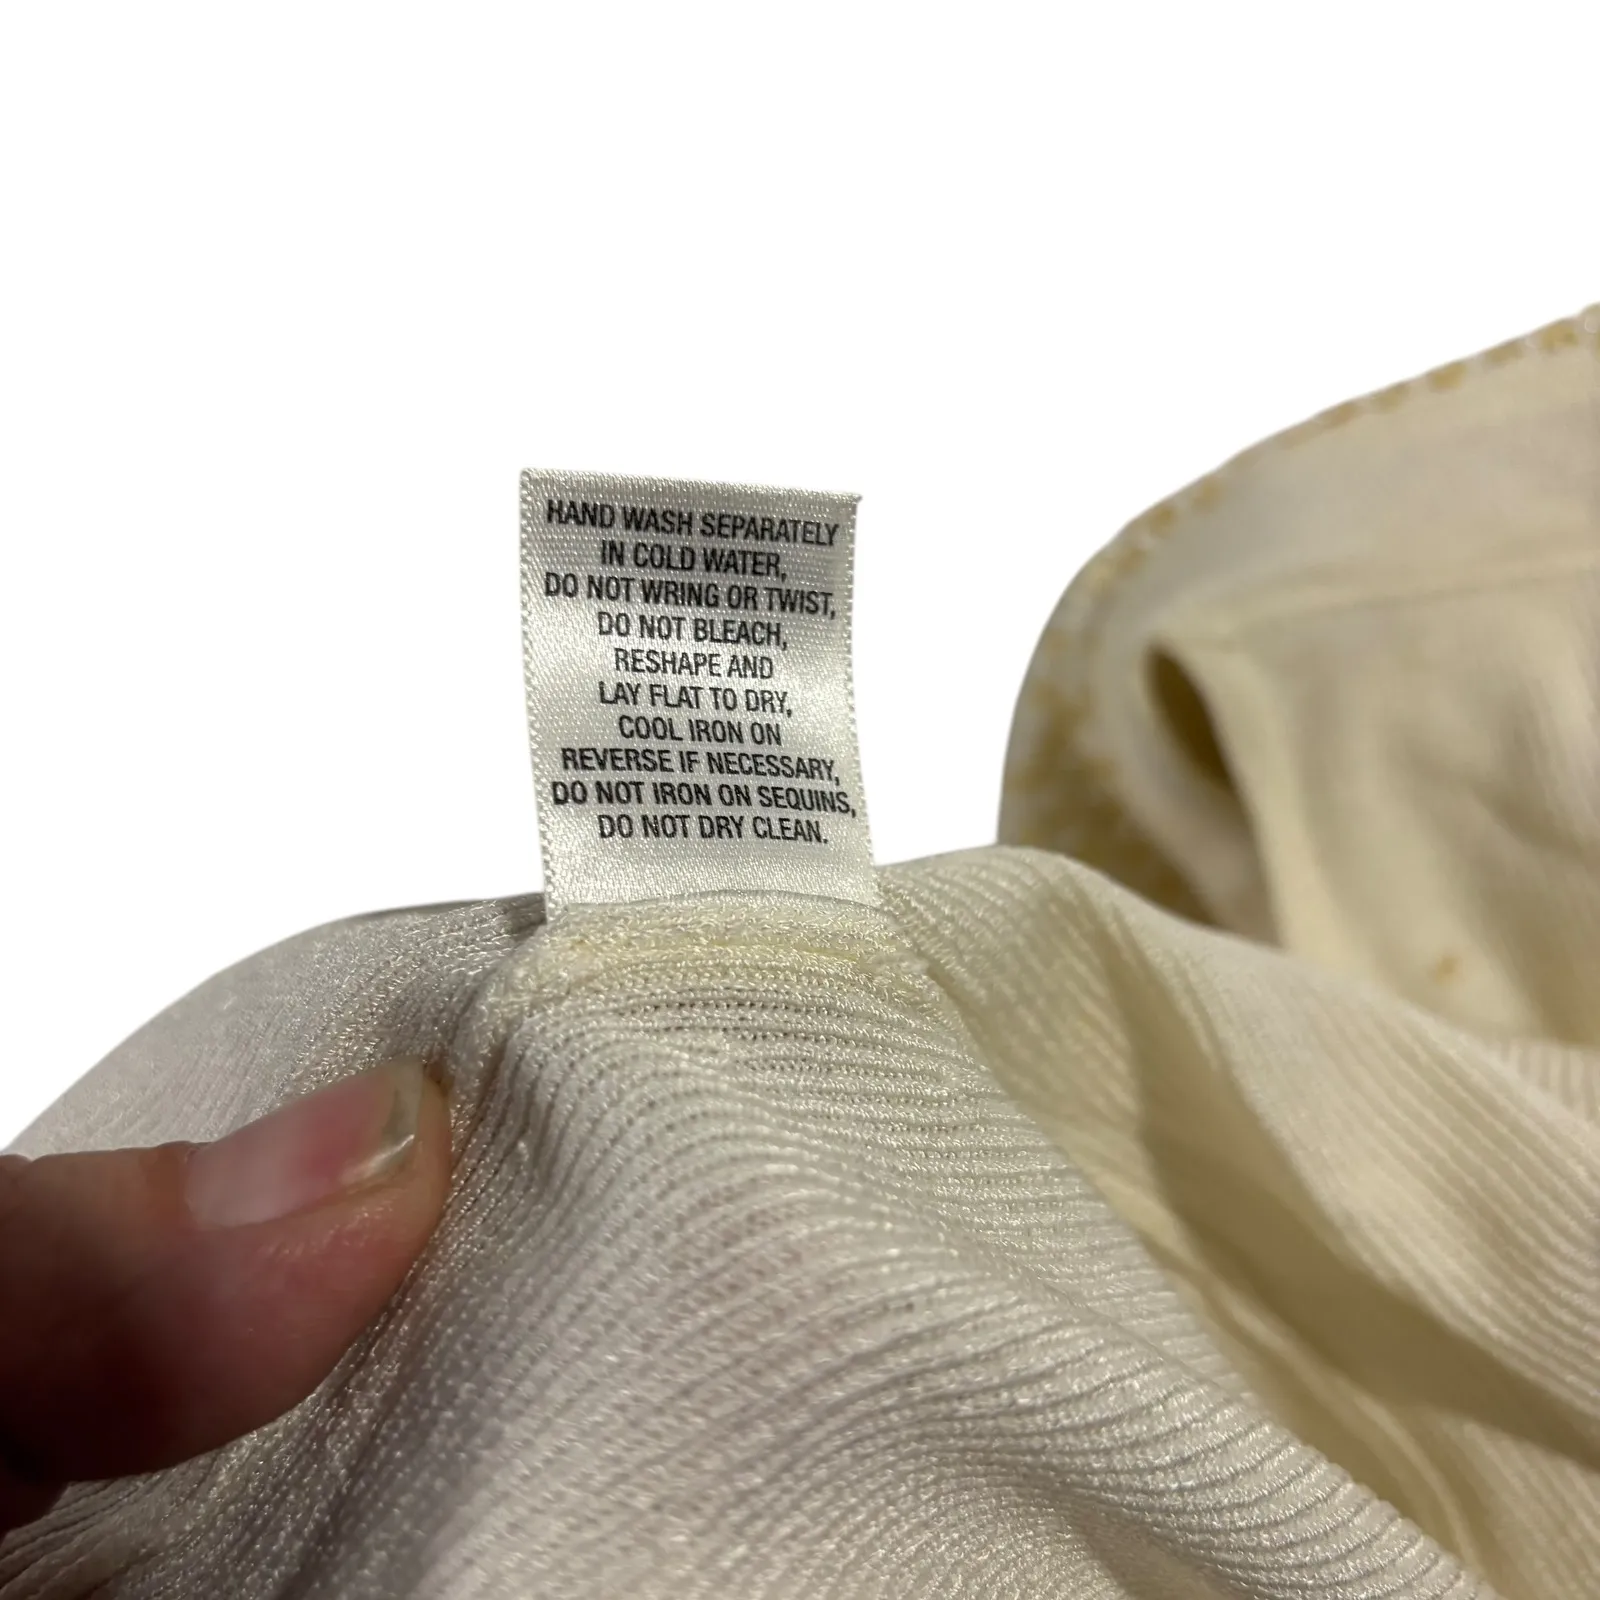 HAND WASH SEPARATELY
IN COLD WATER,
DO NOT WRING OR TWIST,
DO NOT BLEACH,
RESHAPE AND
LAY FLAT TO DRY,
COOL IRON ON
REVERSE IF NECESSARY,
DO NOT IRON ON SEQUINS,
DO NOT DRY CLEAN.